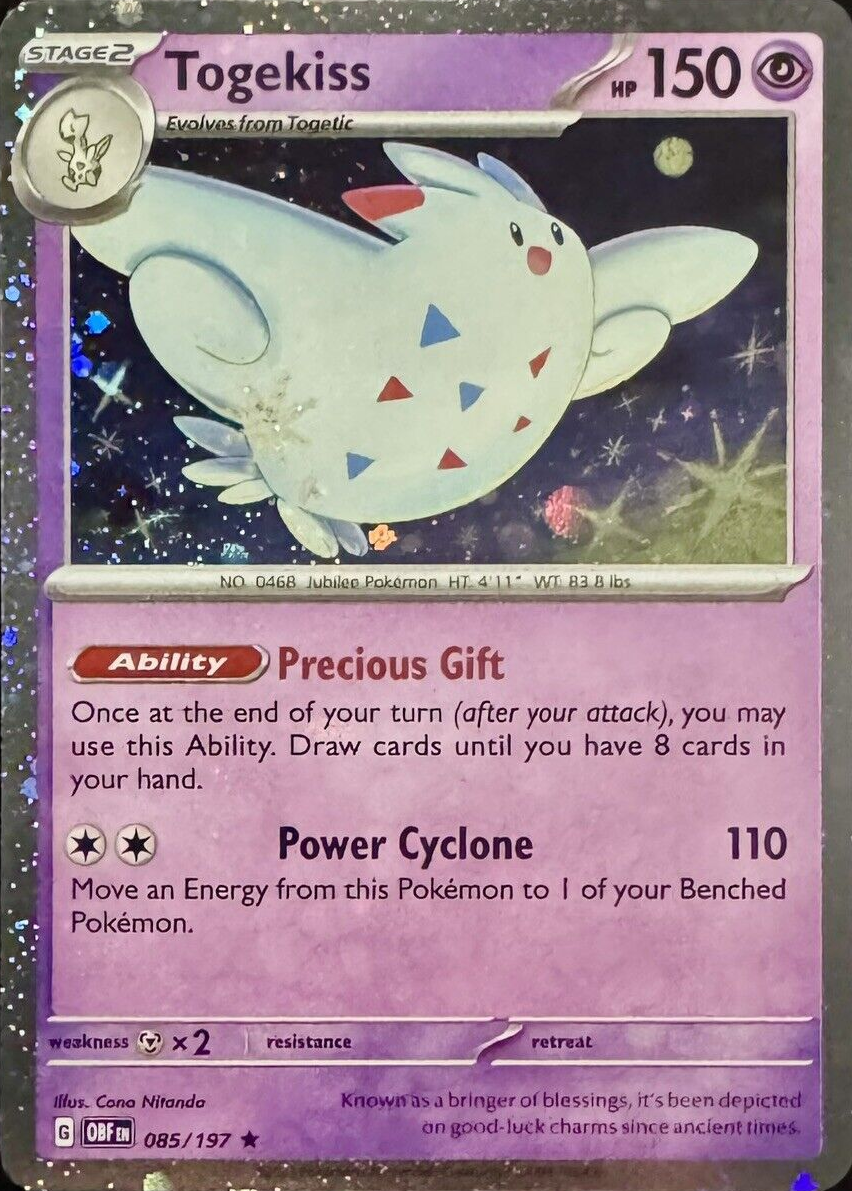 STAGE2
Togekiss
HP 150
Evolves from Togetic
NO. 0468 Jubilee Pokémon HT: 4'11" WT: 83.8 lbs
Ability Precious Gift
Once at the end of your turn (after your attack), you may
use this Ability. Draw cards until you have 8 cards in
your hand.
Power Cyclone 110
Move an Energy from this Pokémon to 1 of your Benched
Pokémon.
weakness ×2 resistance retreat
Illus. Cona Nitanda
Known as a bringer of blessings, it's been depicted
on good-luck charms since ancient times.
G OBF EN 085/197 ★